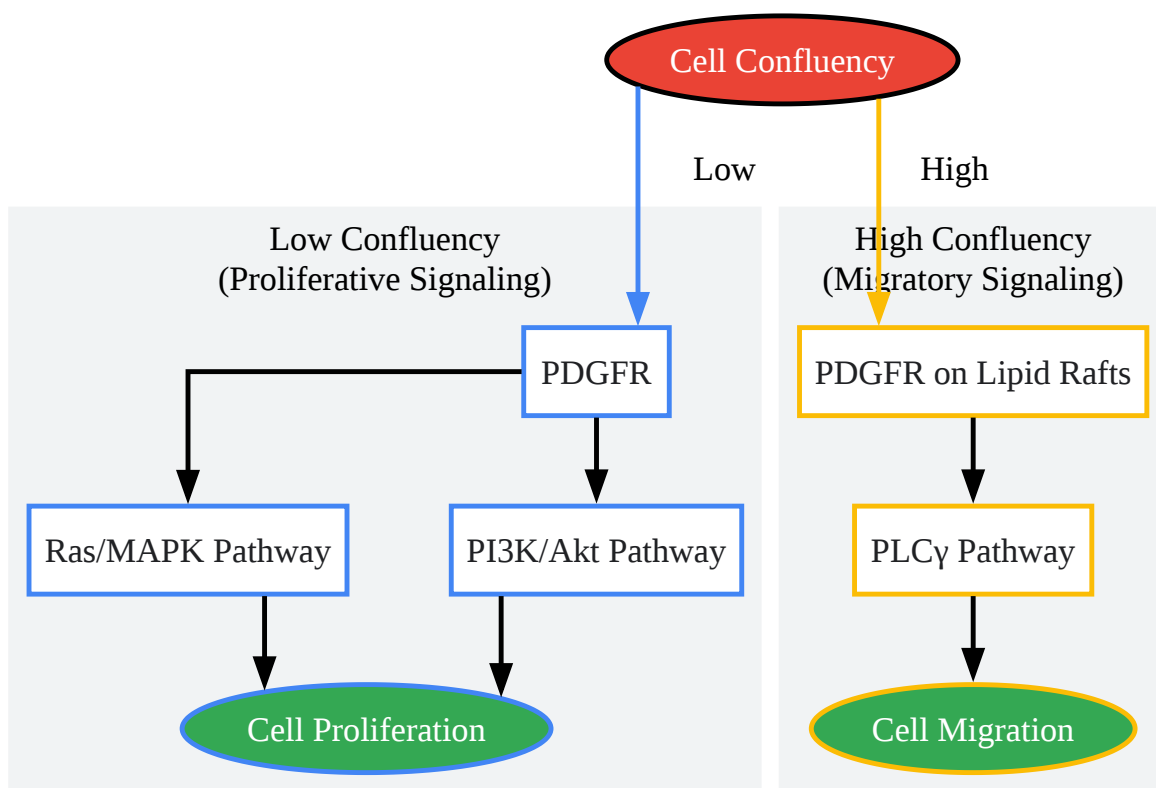 Cell Confluency
Low
High
Low Confluency
(Proliferative Signaling)
High Confluency
(Migratory Signaling)
PDGFR
PDGFR on Lipid Rafts
Ras/MAPK Pathway
PI3K/Akt Pathway
PLCγ Pathway
Cell Proliferation
Cell Migration